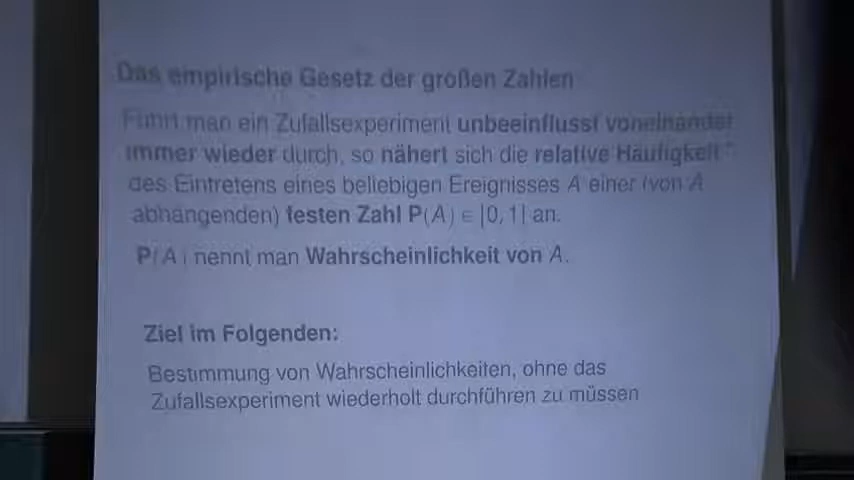 Das empirische Gesetz der großen Zahlen
Führt man ein Zufallsexperiment unbeeinflusst voneinander
immer wieder durch, so nähert sich die relative Häufigkeit
des Eintretens eines beliebigen Ereignisses A einer (von A
abhängenden) festen Zahl P(A) ∈ [0, 1] an.
P(A) nennt man Wahrscheinlichkeit von A.
Ziel im Folgenden:
Bestimmung von Wahrscheinlichkeiten, ohne das
Zufallsexperiment wiederholt durchführen zu müssen